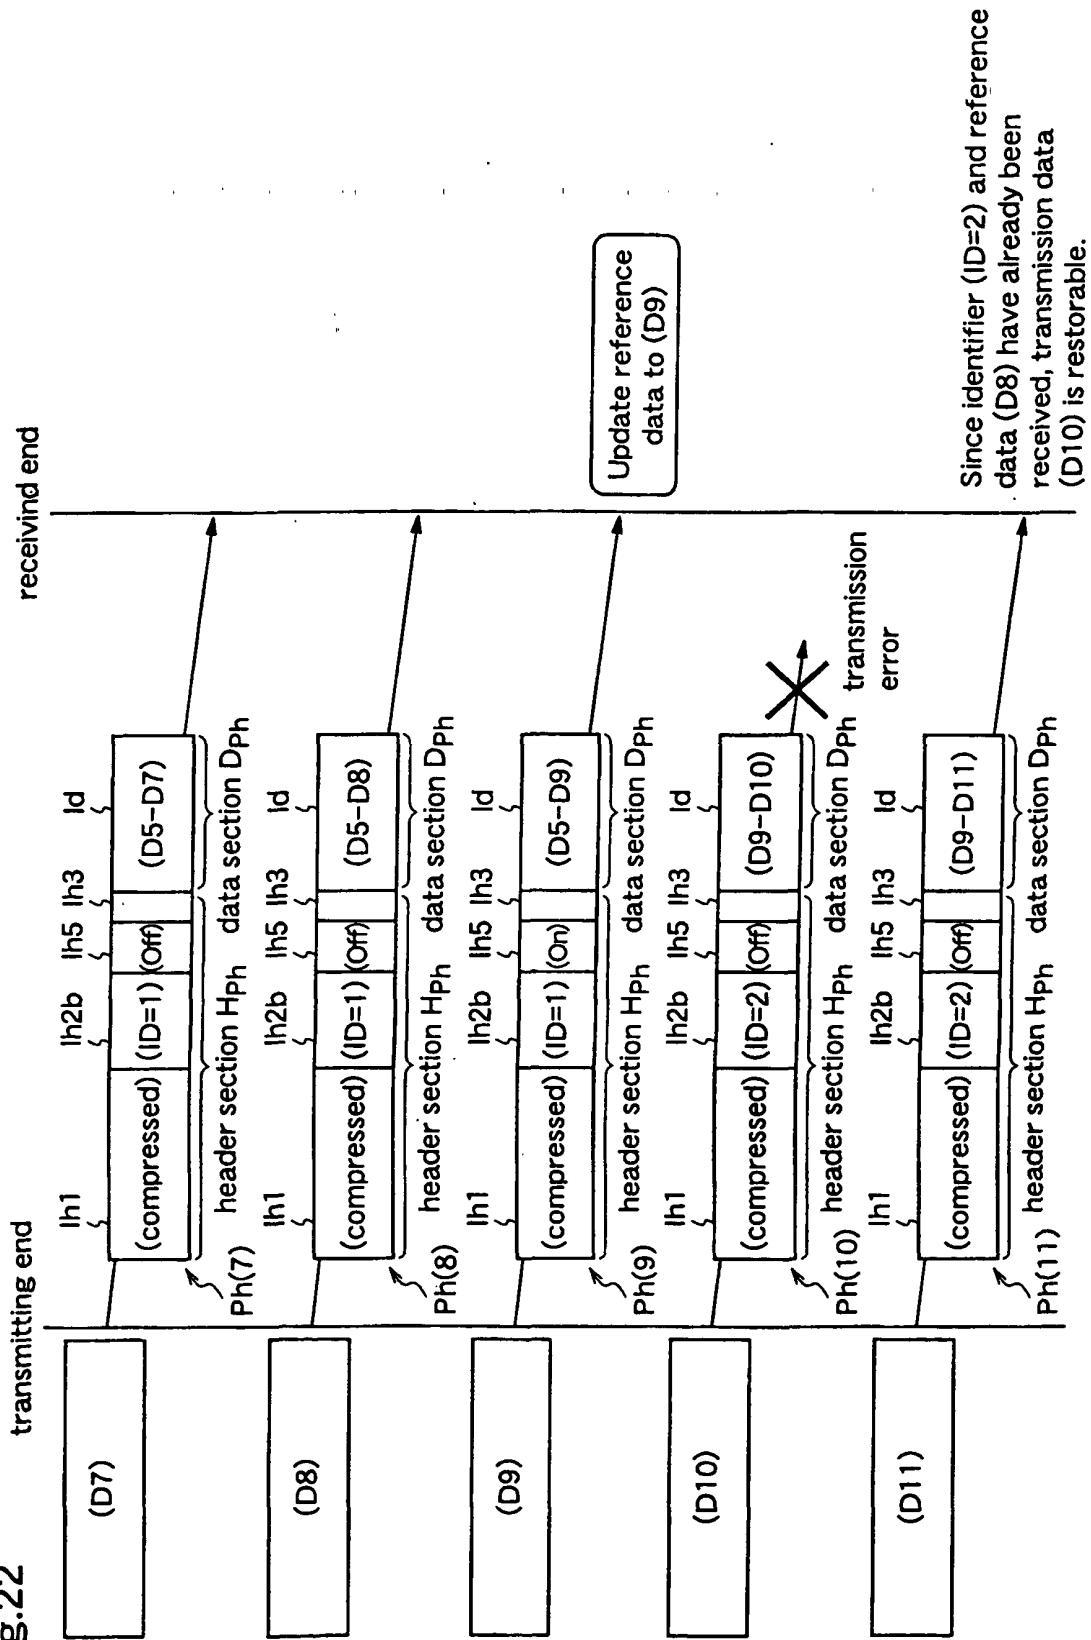 g.22
transmitting end
receivind end
(D7)
Ih1 Ih2b Ih5 Ih3 Id
(compressed) (ID=1) (Off) (D5-D7)
header section HPh data section DPh
Ph(7)
(D8)
Ih1 Ih2b Ih5 Ih3 Id
(compressed) (ID=1) (Off) (D5-D8)
header section HPh data section DPh
Ph(8)
(D9)
Ih1 Ih2b Ih5 Ih3 Id
(compressed) (ID=1) (On) (D5-D9)
header section HPh data section DPh
Ph(9)
Update reference
data to (D9)
(D10)
Ih1 Ih2b Ih5 Ih3 Id
(compressed) (ID=2) (Off) (D9-D10)
header section HPh data section DPh
Ph(10)
transmission
error
(D11)
Ih1 Ih2b Ih5 Ih3 Id
(compressed) (ID=2) (Off) (D9-D11)
header section HPh data section DPh
Ph(11)
Since identifier (ID=2) and reference
data (D8) have already been
received, transmission data
(D10) is restorable.